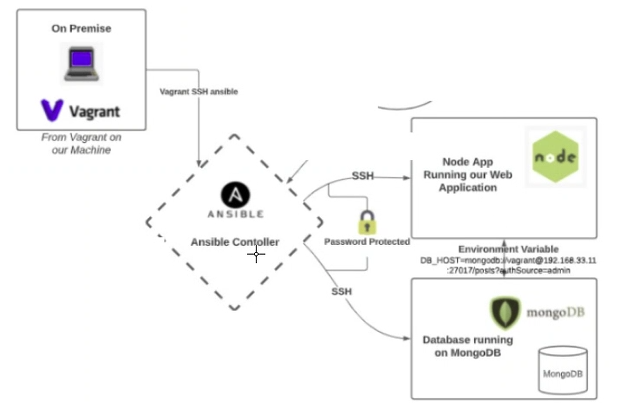 On Premise
Vagrant
From Vagrant on
our Machine
Vagrant SSH ansible
ANSIBLE
Ansible Contoller
SSH
Password Protected
SSH
Node App
Running our Web
Application
node
Environment Variable
DB_HOST=mongodb://vagrant@192.168.33.11
:27017/posts?authSource=admin
mongoDB
Database running
on MongoDB
MongoDB